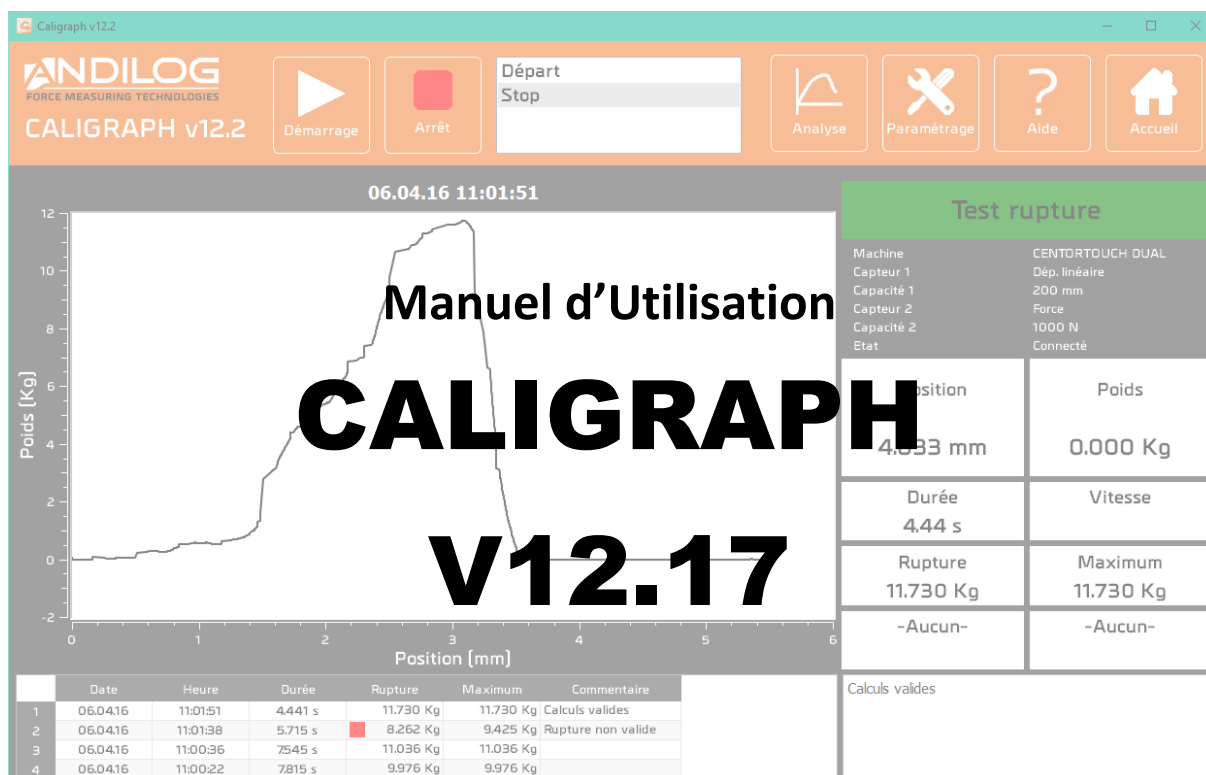 Caligraph v12.2
ANDILOG
FORCE MEASURING TECHNOLOGIES
CALIGRAPH v12.2
Démarrage
Arrêt
Départ
Stop
Analyse
Paramétrage
Aide
Accueil
06.04.16 11:01:51
12
10
8
6
4
2
0
-2
Poids (Kg)
0 1 2 3 4 5 6
Position (mm)
Manuel d’Utilisation
CALIGRAPH
V12.17
Test rupture
Machine CENTORTOUCH DUAL
Capteur 1 Dép. linéaire
Capacité 1 200 mm
Capteur 2 Force
Capacité 2 1000 N
Etat Connecté
Position
mm
Poids
0.000 Kg
Durée
4.44 s
Vitesse
Rupture
11.730 Kg
Maximum
11.730 Kg
-Aucun-
-Aucun-
Date Heure Durée Rupture Maximum Commentaire
1 06.04.16 11:01:51 4.441 s 11.730 Kg 11.730 Kg Calculs valides
2 06.04.16 11:01:38 5.715 s 8.262 Kg 9.425 Kg Rupture non valide
3 06.04.16 11:00:36 7.545 s 11.036 Kg 11.036 Kg
4 06.04.16 11:00:22 7.815 s 9.976 Kg 9.976 Kg
Calculs valides